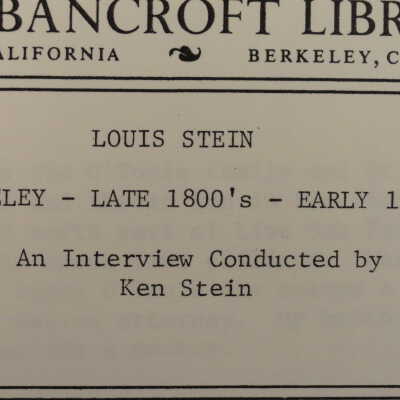 BANCROFT LIBR
ALIFORNIA BERKELEY, C
LOUIS STEIN
LEY - LATE 1800's - EARLY 1
An Interview Conducted by
Ken Stein